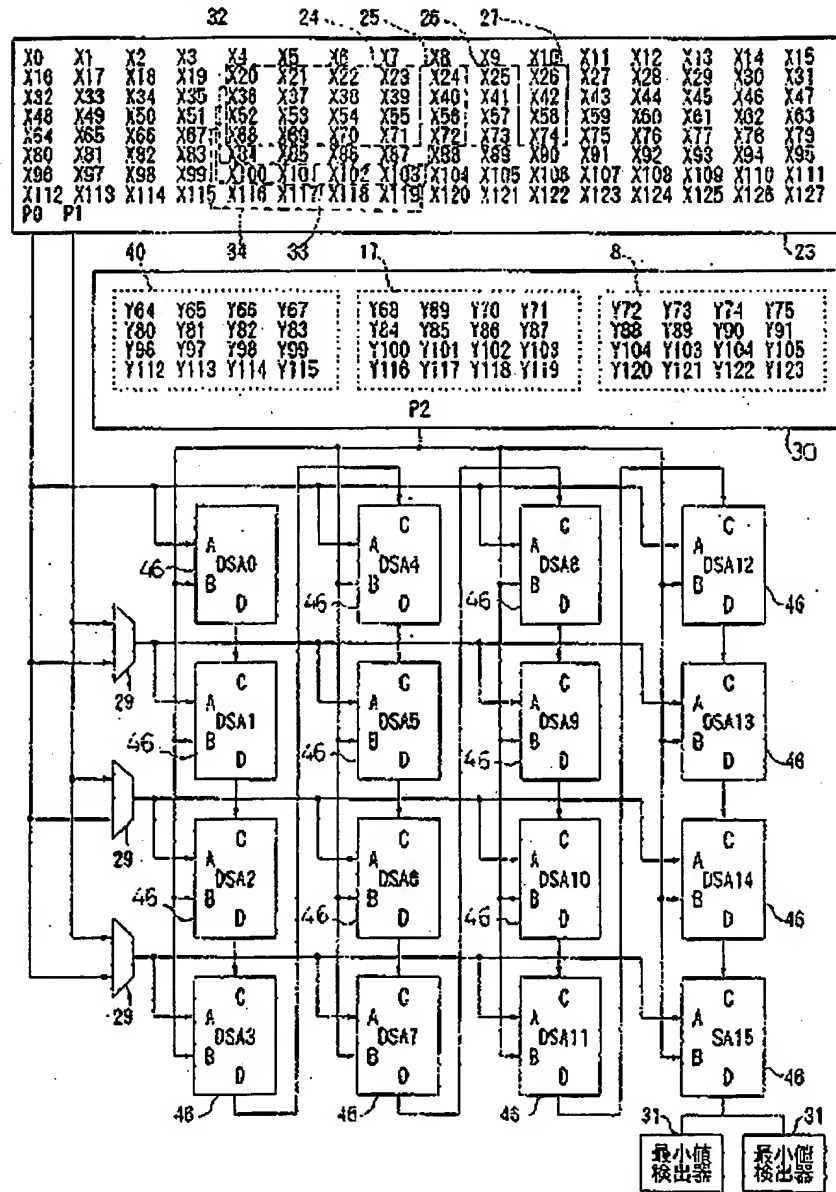 32 24 25 26 27
X0 X1 X2 X3 X4 X5 X6 X7 X8 X9 X10 X11 X12 X13 X14 X15
X16 X17 X18 X19 X20 X21 X22 X23 X24 X25 X26 X27 X28 X29 X30 X31
X32 X33 X34 X35 X36 X37 X38 X39 X40 X41 X42 X43 X44 X45 X46 X47
X48 X49 X50 X51 X52 X53 X54 X55 X56 X57 X58 X59 X60 X61 X62 X63
X64 X65 X66 X67 X68 X69 X70 X71 X72 X73 X74 X75 X76 X77 X78 X79
X80 X81 X82 X83 X84 X85 X86 X87 X88 X89 X90 X91 X92 X93 X94 X95
X96 X97 X98 X99 X100 X101 X102 X103 X104 X105 X106 X107 X108 X109 X110 X111
X112 X113 X114 X115 X116 X117 X118 X119 X120 X121 X122 X123 X124 X125 X126 X127
P0 P1
34 33 23
40 17 8
Y64 Y65 Y66 Y67 Y68 Y69 Y70 Y71 Y72 Y73 Y74 Y75
Y80 Y81 Y82 Y83 Y84 Y85 Y86 Y87 Y88 Y89 Y90 Y91
Y96 Y97 Y98 Y99 Y100 Y101 Y102 Y103 Y104 Y103 Y104 Y105
Y112 Y113 Y114 Y115 Y116 Y117 Y118 Y119 Y120 Y121 Y122 Y123
P2
30
C C C
A DSA0 A DSA4 A DSA8 A DSA12
46 B 46 B 46 B B 46
D D D D
29
C C C C
A DSA1 A DSA5 A DSA9 A DSA13
46 B 46 B 46 B B 46
D D D D
29
C C C C
A DSA2 A DSA6 A DSA10 A DSA14
46 B 46 B 46 B B 46
D D D D
29
C C C C
A DSA3 A DSA7 A DSA11 A SA15
B B B B
D D D D
46 46 46 46
31 31
最小値 最小値
検出器 検出器